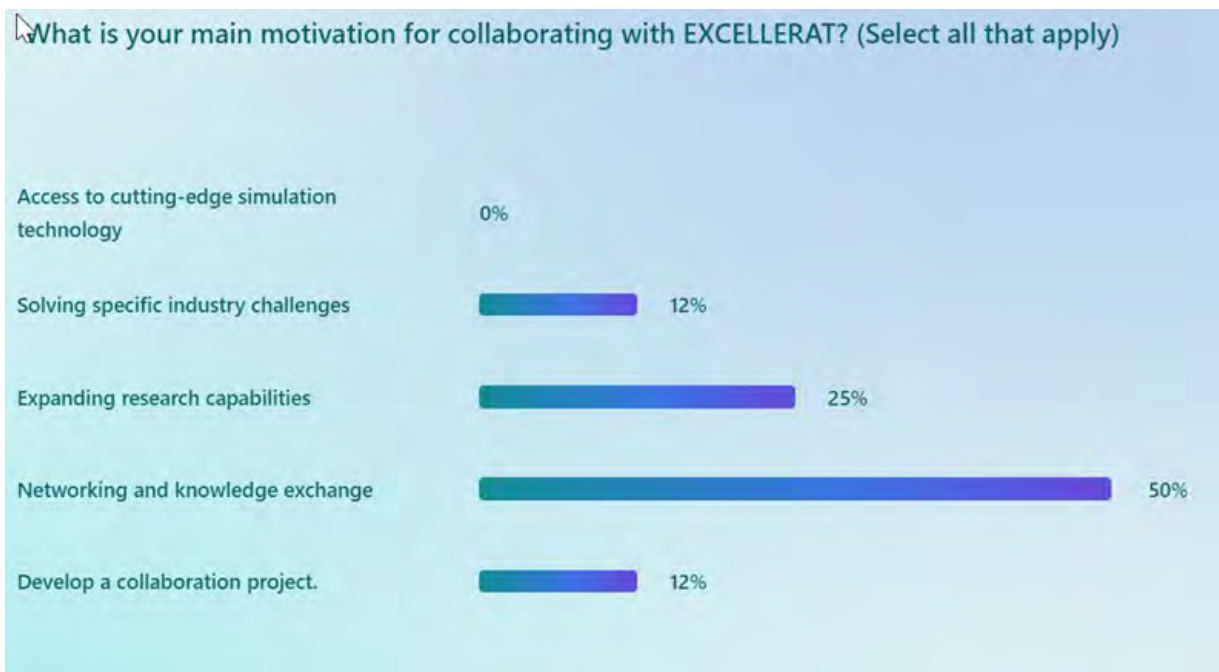 What is your main motivation for collaborating with EXCELLERAT? (Select all that apply)
Access to cutting-edge simulation
technology
0%
Solving specific industry challenges
12%
Expanding research capabilities
25%
Networking and knowledge exchange
50%
Develop a collaboration project.
12%